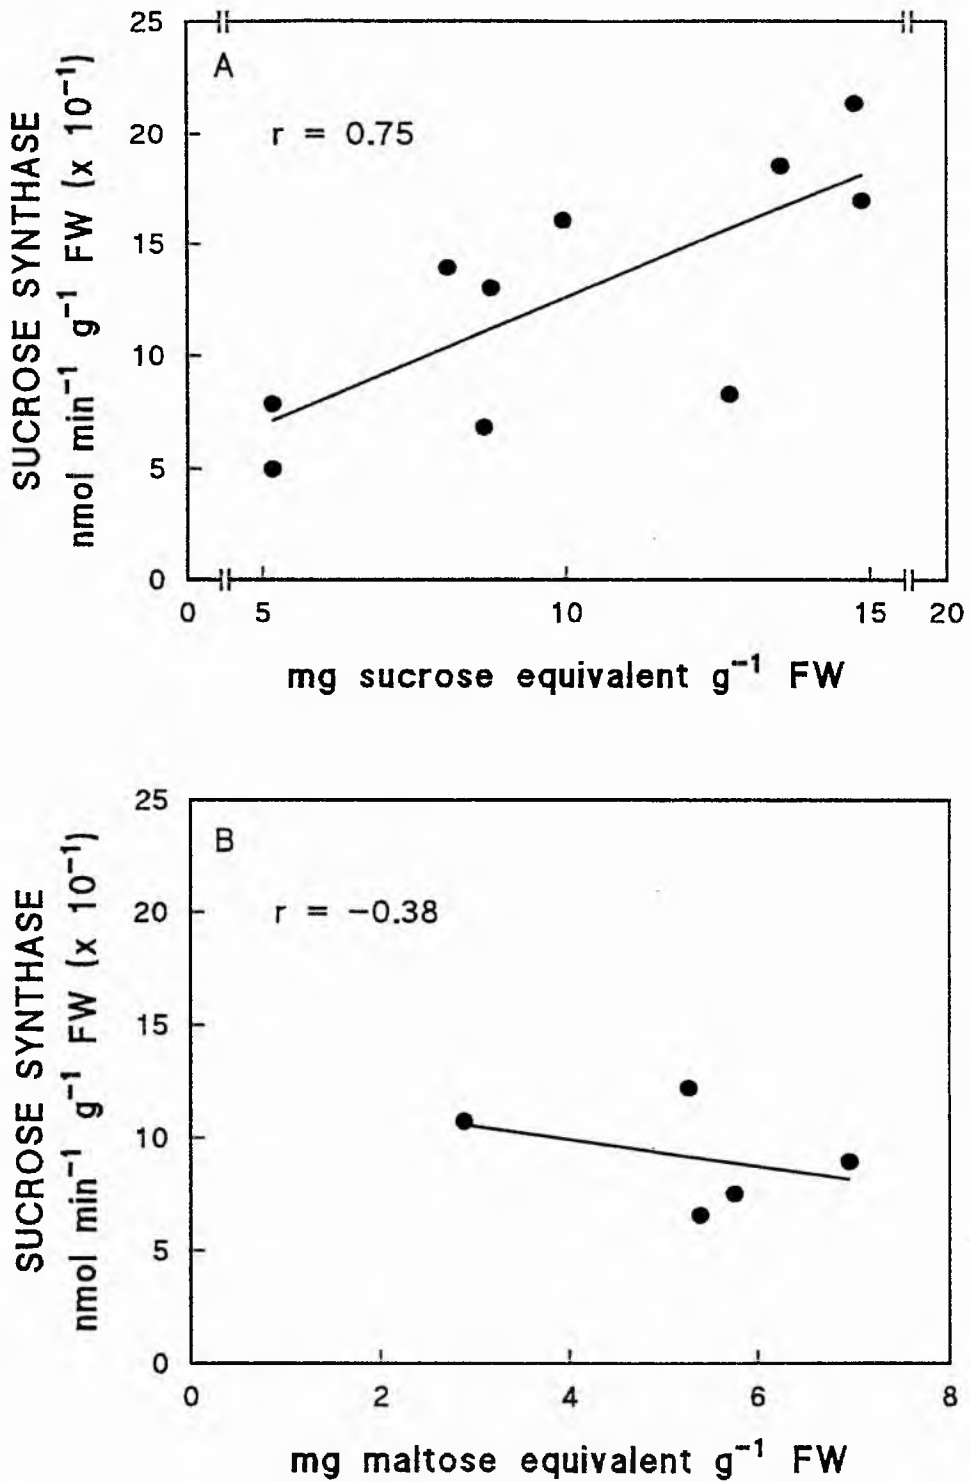 25
20
15
10
5
0
SUCROSE SYNTHASE
nmol min⁻¹ g⁻¹ FW (x 10⁻¹)
A
r = 0.75
0 5 10 15 20
mg sucrose equivalent g⁻¹ FW
25
20
15
10
5
0
SUCROSE SYNTHASE
nmol min⁻¹ g⁻¹ FW (x 10⁻¹)
B
r = −0.38
0 2 4 6 8
mg maltose equivalent g⁻¹ FW